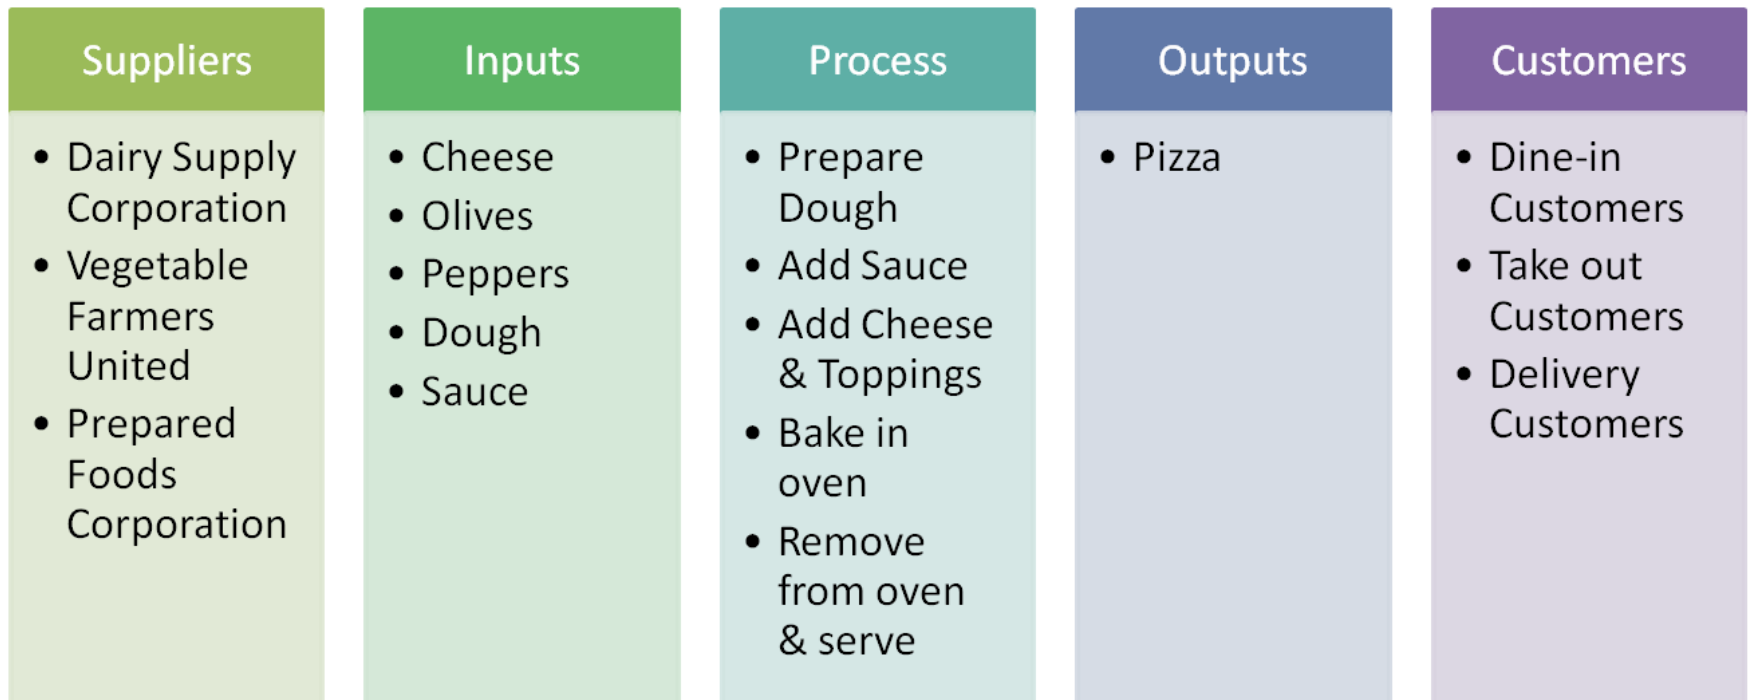 Suppliers
• Dairy Supply
Corporation
• Vegetable
Farmers
United
• Prepared
Foods
Corporation
Inputs
• Cheese
• Olives
• Peppers
• Dough
• Sauce
Process
• Prepare
Dough
• Add Sauce
• Add Cheese
& Toppings
• Bake in
oven
• Remove
from oven
& serve
Outputs
• Pizza
Customers
• Dine-in
Customers
• Take out
Customers
• Delivery
Customers